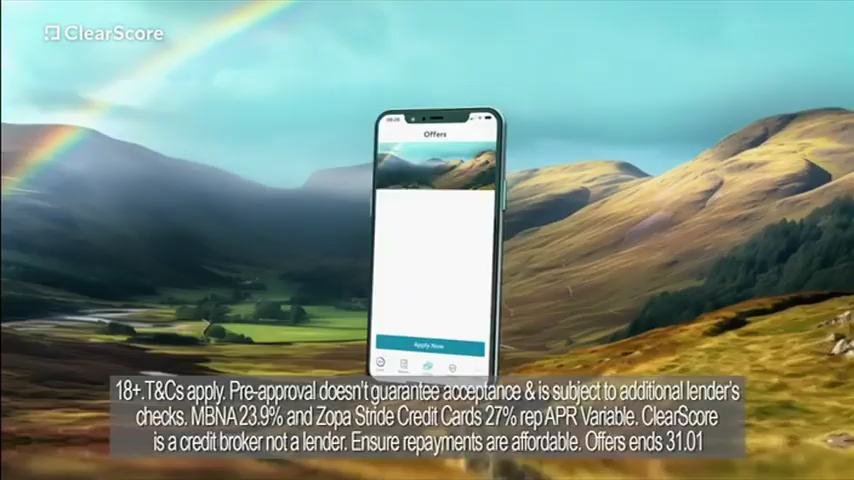 ClearScore
Offers
Apply Now
18+.T&Cs apply. Pre-approval doesn't guarantee acceptance & is subject to additional lender's
checks. MBNA 23.9% and Zopa Stride Credit Cards 27% rep APR Variable. ClearScore
is a credit broker not a lender. Ensure repayments are affordable. Offers ends 31.01